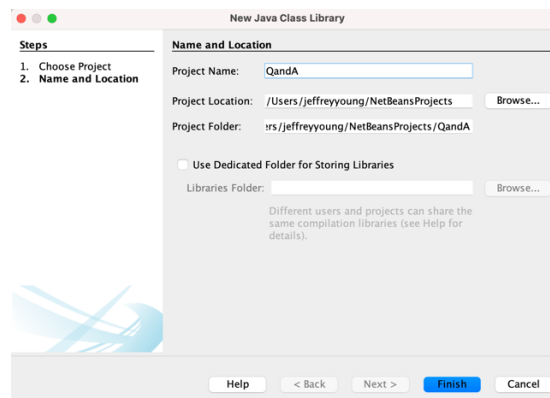 New Java Class Library
Steps
1. Choose Project
2. Name and Location
Name and Location
Project Name: QandA
Project Location: /Users/jeffreyyoung/NetBeansProjects Browse...
Project Folder: ers/jeffreyyoung/NetBeansProjects/QandA
Use Dedicated Folder for Storing Libraries
Libraries Folder: Browse...
Different users and projects can share the
same compilation libraries (see Help for
details).
Help < Back Next > Finish Cancel